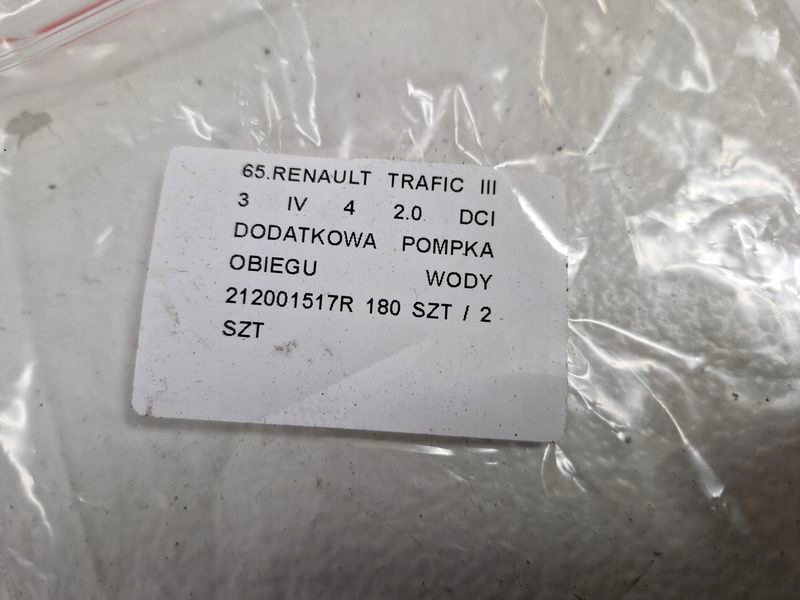 65.RENAULT TRAFIC III
3 IV 4 2.0 DCI
DODATKOWA POMPKA
OBIEGU WODY
212001517R 180 SZT / 2
SZT